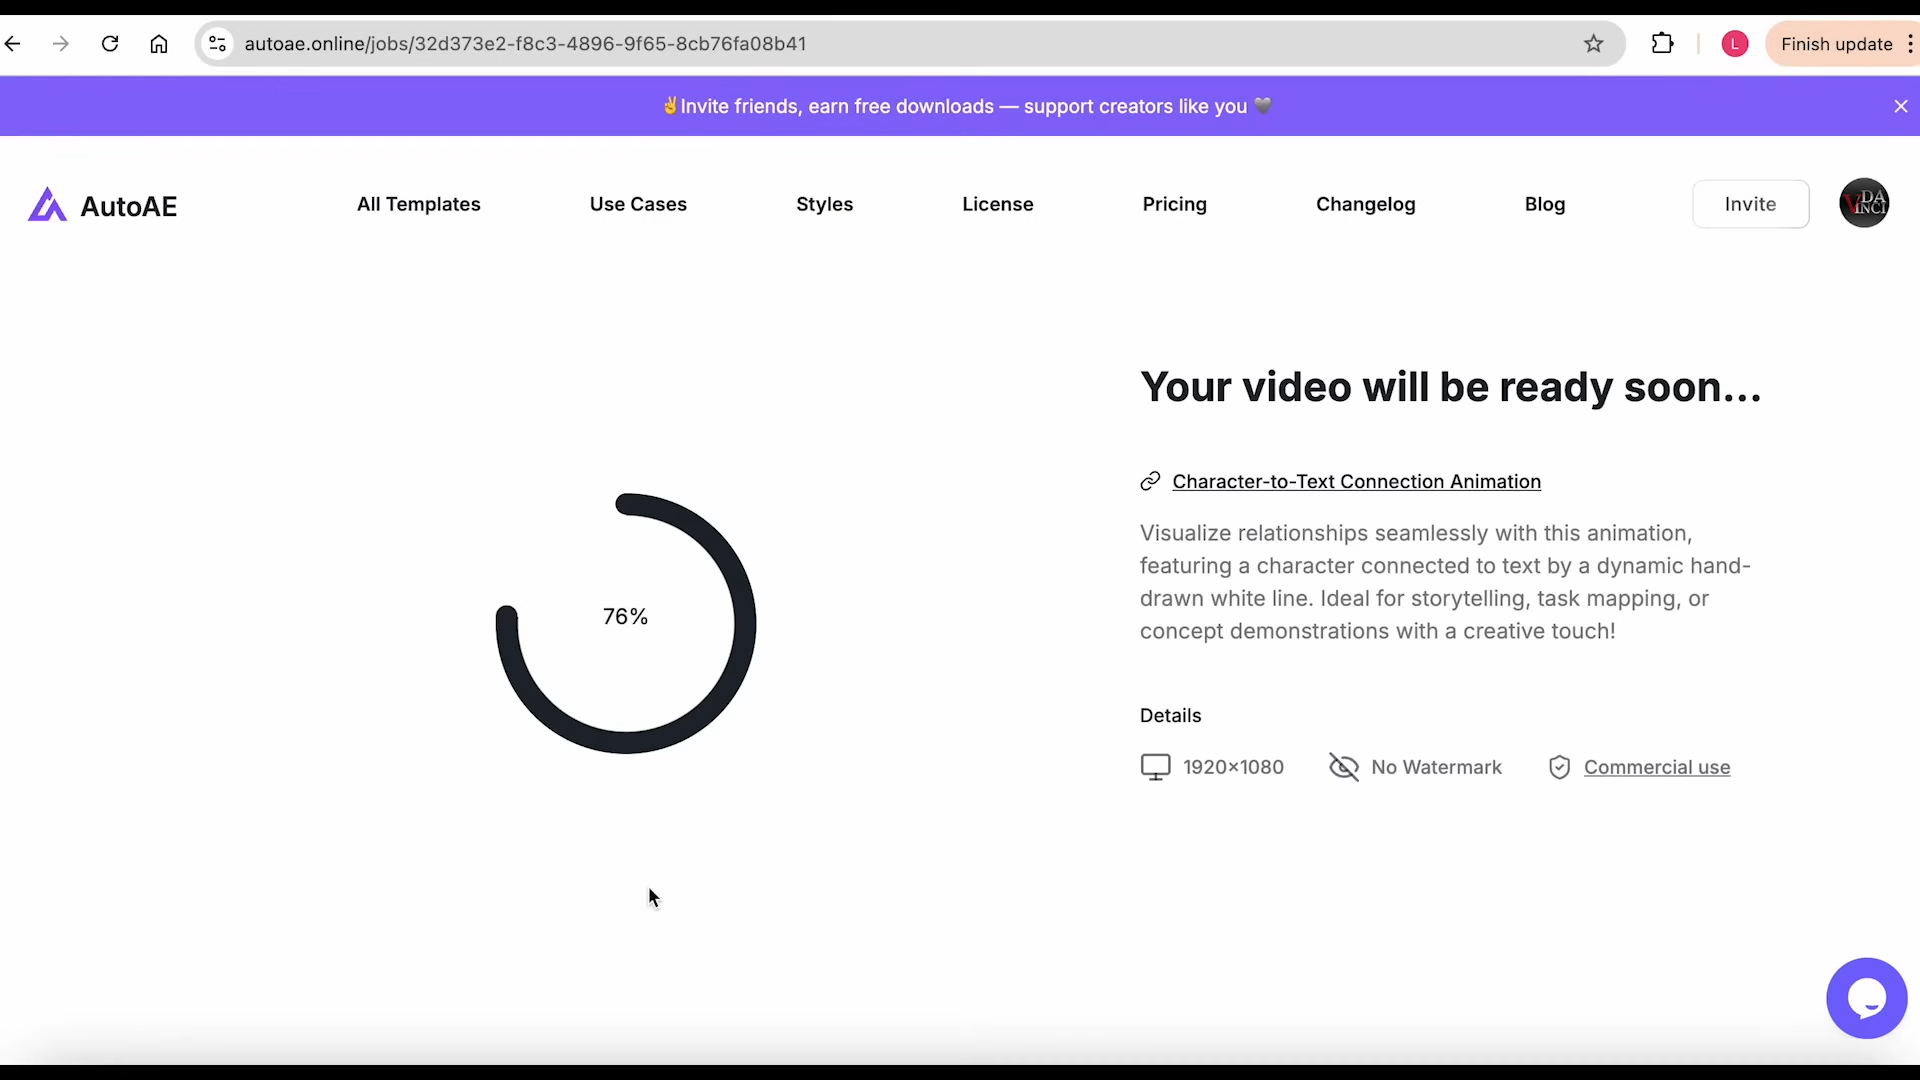 autoae.online/jobs/32d373e2-f8c3-4896-9f65-8cb76fa08b41
L
Finish update
✌Invite friends, earn free downloads — support creators like you 🖤
AutoAE
All Templates
Use Cases
Styles
License
Pricing
Changelog
Blog
Invite
DA
VINCI
Your video will be ready soon...
Character-to-Text Connection Animation
Visualize relationships seamlessly with this animation,
featuring a character connected to text by a dynamic hand-
drawn white line. Ideal for storytelling, task mapping, or
concept demonstrations with a creative touch!
76%
Details
1920×1080
No Watermark
Commercial use